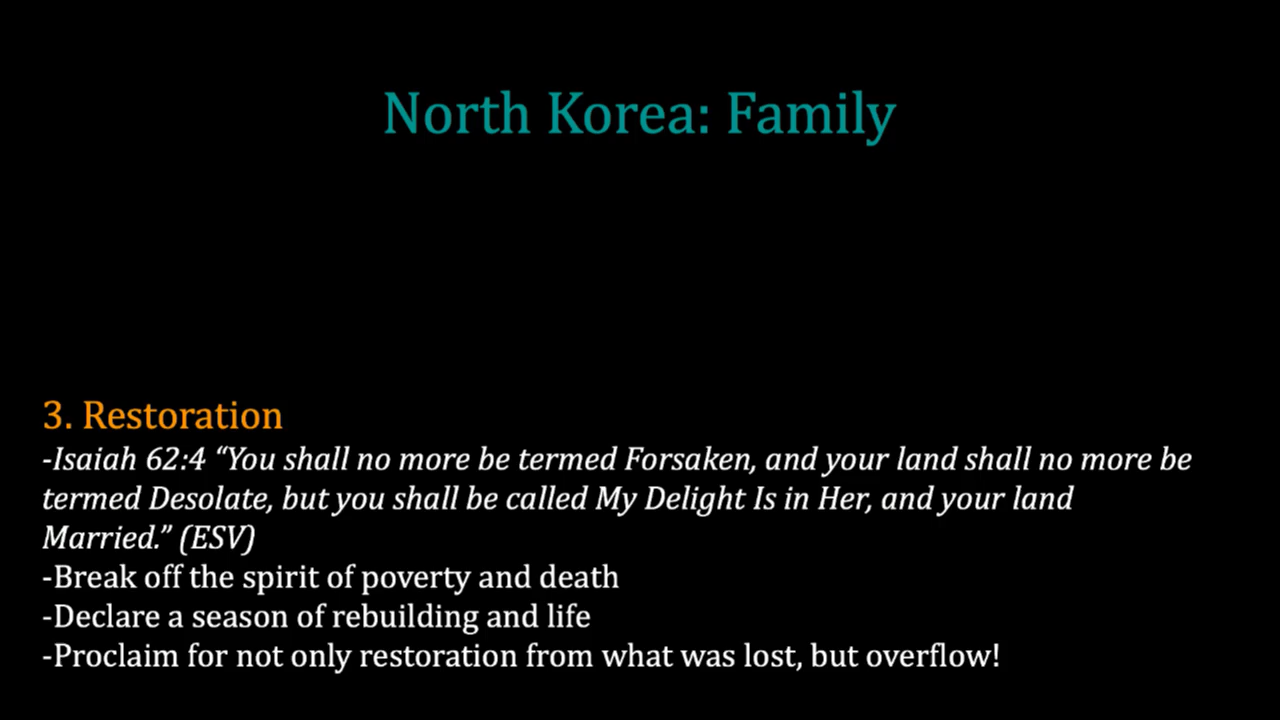 North Korea: Family
3. Restoration
-Isaiah 62:4 “You shall no more be termed Forsaken, and your land shall no more be
termed Desolate, but you shall be called My Delight Is in Her, and your land
Married.” (ESV)
-Break off the spirit of poverty and death
-Declare a season of rebuilding and life
-Proclaim for not only restoration from what was lost, but overflow!